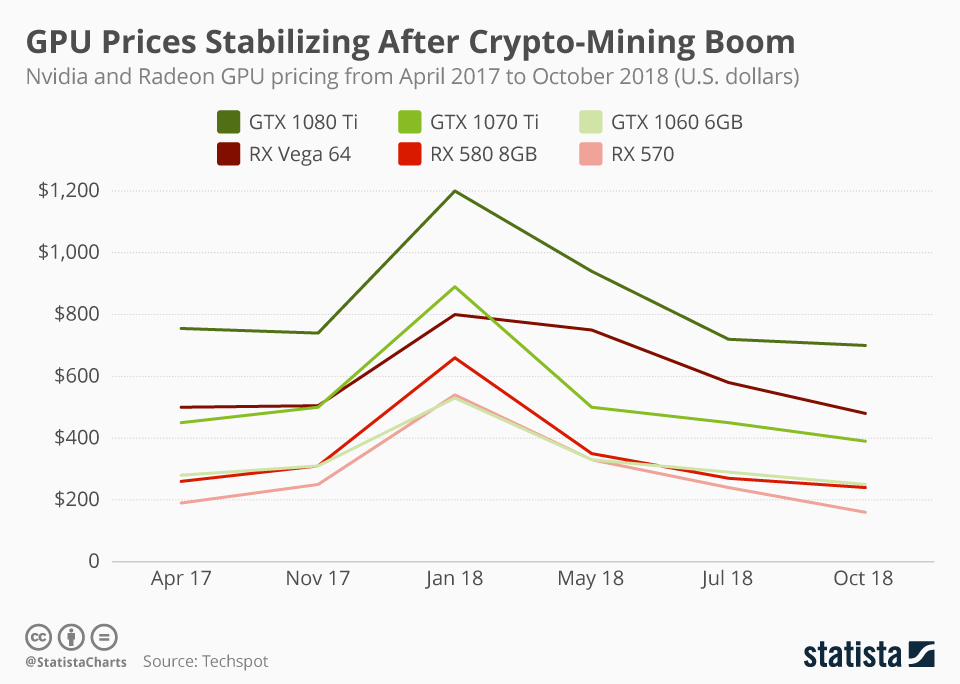 GPU Prices Stabilizing After Crypto-Mining Boom
Nvidia and Radeon GPU pricing from April 2017 to October 2018 (U.S. dollars)
GTX 1080 Ti GTX 1070 Ti GTX 1060 6GB
RX Vega 64 RX 580 8GB RX 570
$1,200
$1,000
$800
$600
$400
$200
0
Apr 17 Nov 17 Jan 18 May 18 Jul 18 Oct 18
cc
@StatistaCharts Source: Techspot
statista